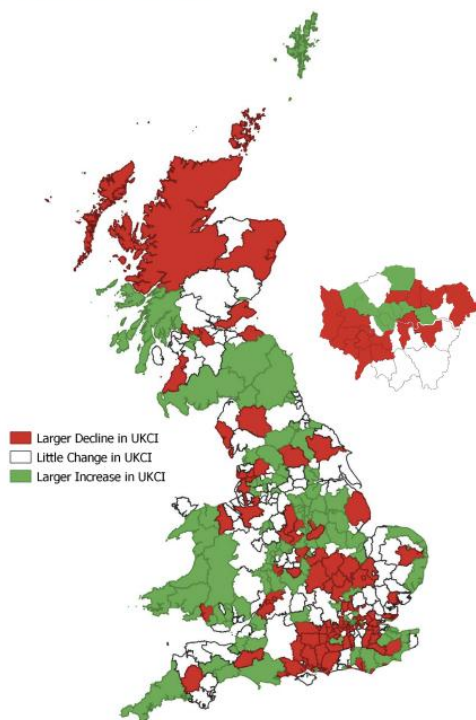 Larger Decline in UKCI
Little Change in UKCI
Larger Increase in UKCI